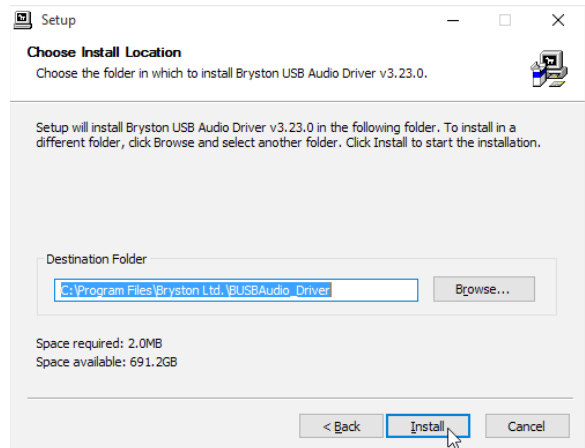 Setup
Choose Install Location
Choose the folder in which to install Bryston USB Audio Driver v3.23.0.
Setup will install Bryston USB Audio Driver v3.23.0 in the following folder. To install in a
different folder, click Browse and select another folder. Click Install to start the installation.
Destination Folder
C:\Program Files\Bryston Ltd.\BUSBAudio_Driver
Browse...
Space required: 2.0MB
Space available: 691.2GB
< Back Install Cancel